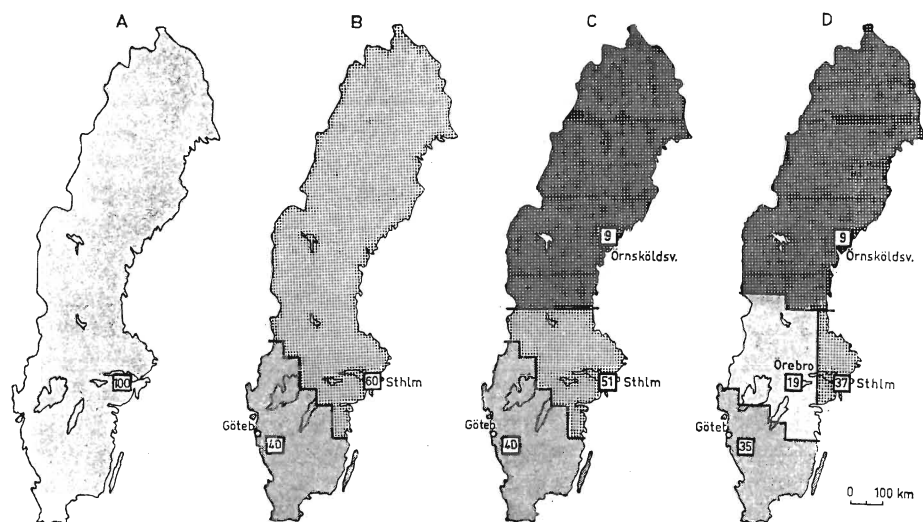 A
B
C
D
100
60 Sthlm
Göteb
40
9
Örnsköldsv.
51 Sthlm
Göteb
40
9
Örnsköldsv.
Örebro
19
37 Sthlm
Göteb
35
0 100 km